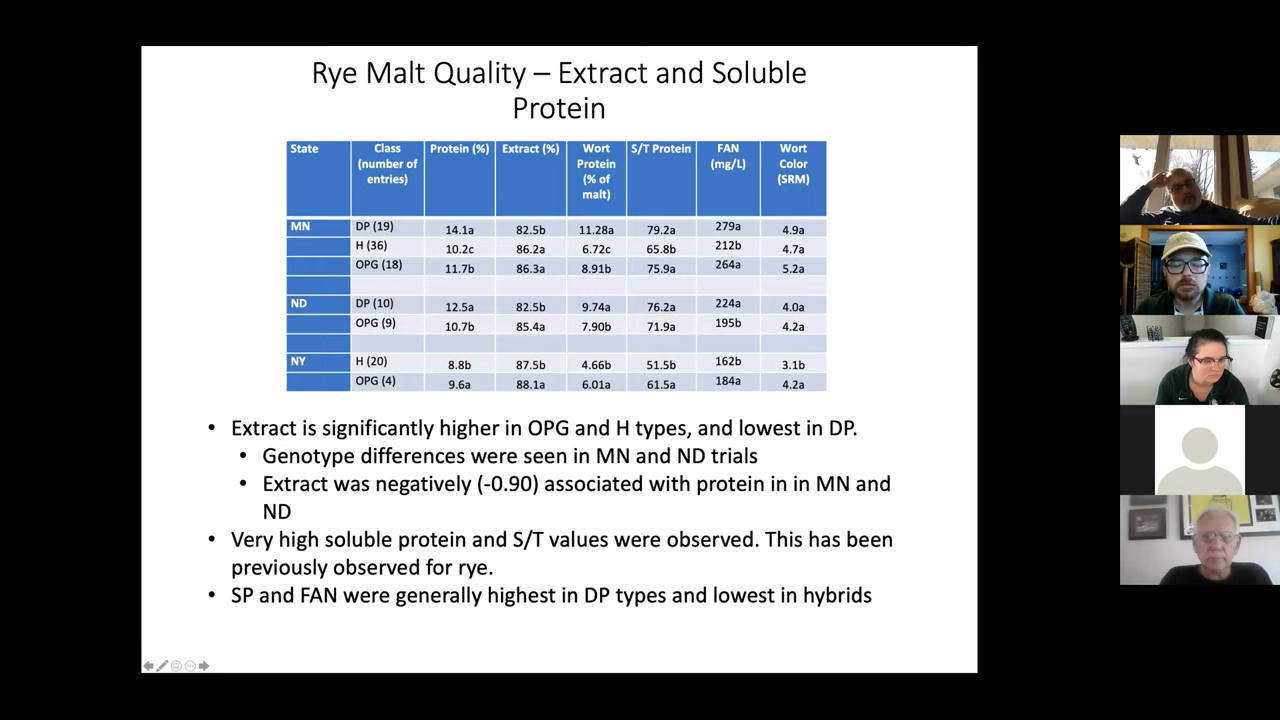 Rye Malt Quality – Extract and Soluble
Protein
State Class (number of entries) Protein (%) Extract (%) Wort Protein (% of malt) S/T Protein FAN (mg/L) Wort Color (SRM)
MN DP (19) 14.1a 82.5b 11.28a 79.2a 279a 4.9a
H (36) 10.2c 86.2a 6.72c 65.8b 212b 4.7a
OPG (18) 11.7b 86.3a 8.91b 75.9a 264a 5.2a
ND DP (10) 12.5a 82.5b 9.74a 76.2a 224a 4.0a
OPG (9) 10.7b 85.4a 7.90b 71.9a 195b 4.2a
NY H (20) 8.8b 87.5b 4.66b 51.5b 162b 3.1b
OPG (4) 9.6a 88.1a 6.01a 61.5a 184a 4.2a
• Extract is significantly higher in OPG and H types, and lowest in DP.
• Genotype differences were seen in MN and ND trials
• Extract was negatively (-0.90) associated with protein in in MN and
ND
• Very high soluble protein and S/T values were observed. This has been
previously observed for rye.
• SP and FAN were generally highest in DP types and lowest in hybrids